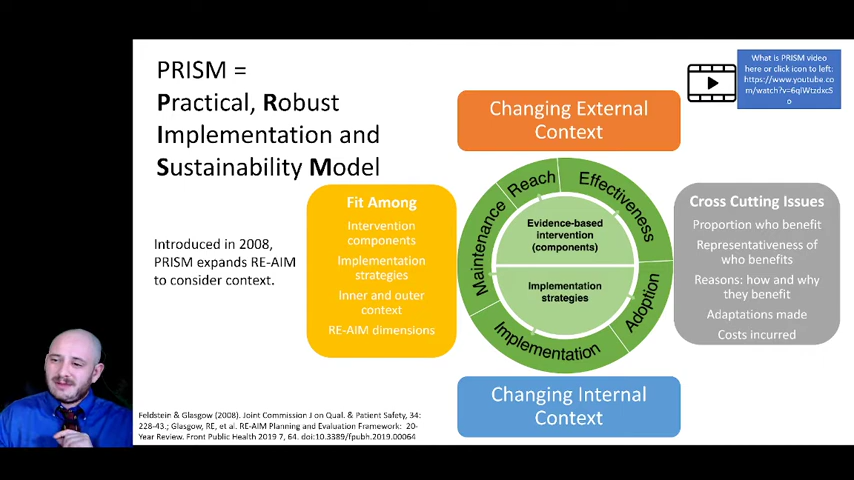 PRISM =
Practical, Robust
Implementation and
Sustainability Model
What is PRISM video
here or click icon to left:
https://www.youtube.co
m/watch?v=6qlWtzdxcS
o
Changing External
Context
Fit Among
Intervention
components
Implementation
strategies
Inner and outer
context
RE-AIM dimensions
Introduced in 2008,
PRISM expands RE-AIM
to consider context.
Reach
Effectiveness
Adoption
Implementation
Maintenance
Evidence-based
intervention
(components)
Implementation
strategies
Cross Cutting Issues
Proportion who benefit
Representativeness of
who benefits
Reasons: how and why
they benefit
Adaptations made
Costs incurred
Changing Internal
Context
Feldstein & Glasgow (2008). Joint Commission J on Qual. & Patient Safety, 34:
228-43.; Glasgow, RE, et al. RE-AIM Planning and Evaluation Framework: 20-
Year Review. Front Public Health 2019 7, 64. doi:10.3389/fpubh.2019.00064